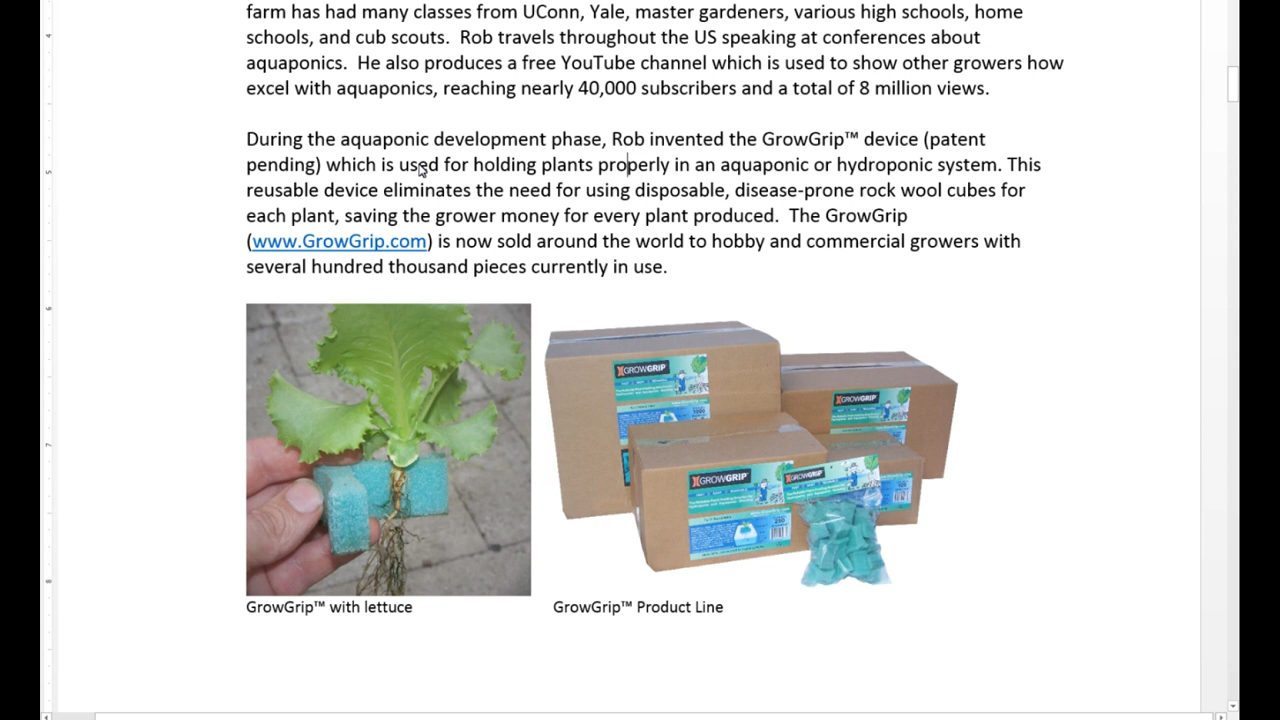 farm has had many classes from UConn, Yale, master gardeners, various high schools, home
schools, and cub scouts.  Rob travels throughout the US speaking at conferences about
aquaponics.  He also produces a free YouTube channel which is used to show other growers how
excel with aquaponics, reaching nearly 40,000 subscribers and a total of 8 million views.
During the aquaponic development phase, Rob invented the GrowGrip™ device (patent
pending) which is used for holding plants properly in an aquaponic or hydroponic system. This
reusable device eliminates the need for using disposable, disease-prone rock wool cubes for
each plant, saving the grower money for every plant produced.  The GrowGrip
(www.GrowGrip.com) is now sold around the world to hobby and commercial growers with
several hundred thousand pieces currently in use.
GROWGRIP
GROWGRIP
GROWGRIP
GROWGRIP
250
GrowGrip™ with lettuce
GrowGrip™ Product Line
4
5
6
7
8